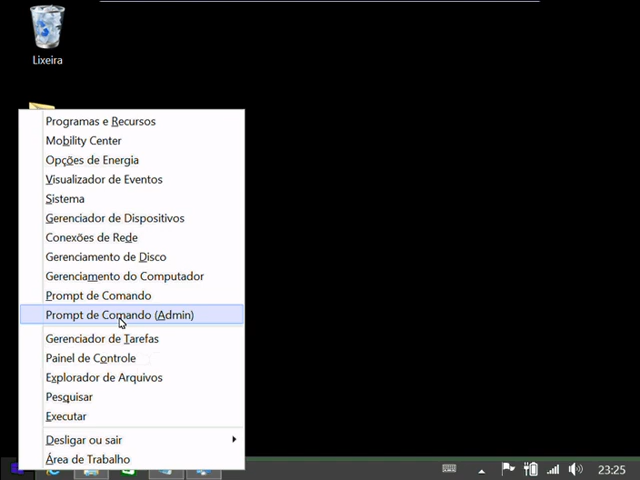 Lixeira
Programas e Recursos
Mobility Center
Opções de Energia
Visualizador de Eventos
Sistema
Gerenciador de Dispositivos
Conexões de Rede
Gerenciamento de Disco
Gerenciamento do Computador
Prompt de Comando
Prompt de Comando (Admin)
Gerenciador de Tarefas
Painel de Controle
Explorador de Arquivos
Pesquisar
Executar
Desligar ou sair
Área de Trabalho
23:25